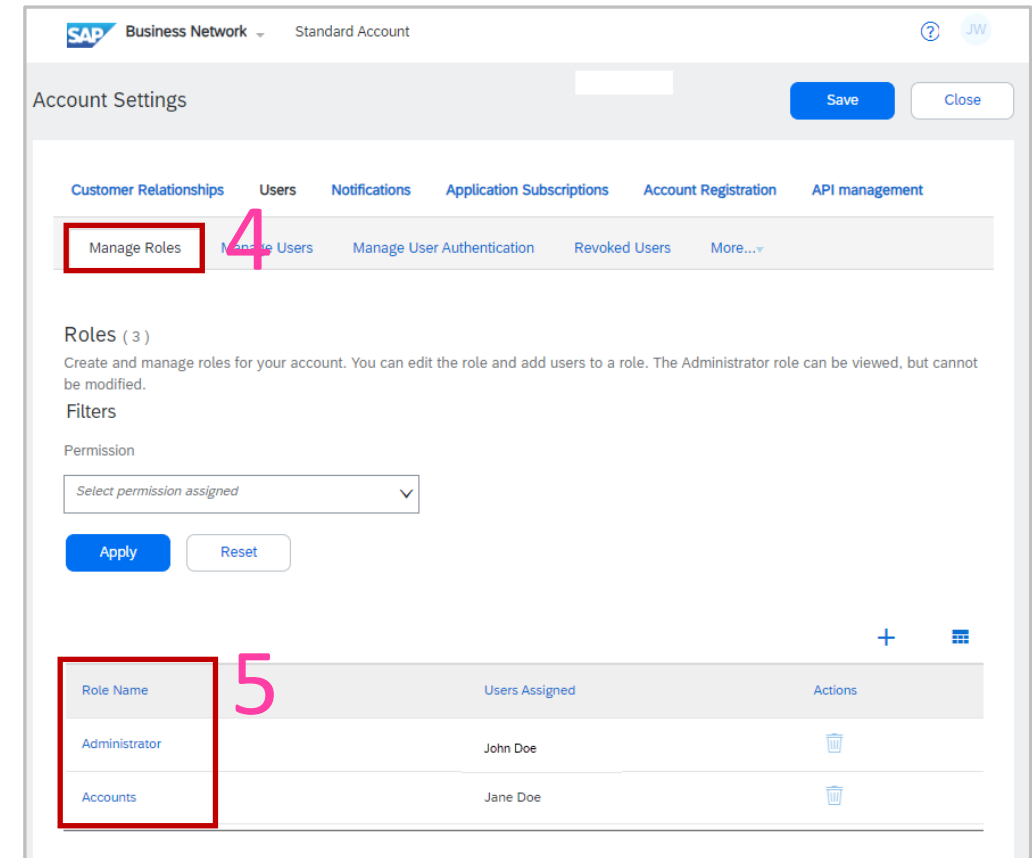 SAP Business Network Standard Account ? JW
Account Settings Save Close
Customer Relationships Users Notifications Application Subscriptions Account Registration API management
4
Manage Roles Manage Users Manage User Authentication Revoked Users More...
Roles ( 3 )
Create and manage roles for your account. You can edit the role and add users to a role. The Administrator role can be viewed, but cannot
be modified.
Filters
Permission
Select permission assigned
Apply Reset
+
5
Role Name Users Assigned Actions
Administrator John Doe
Accounts Jane Doe